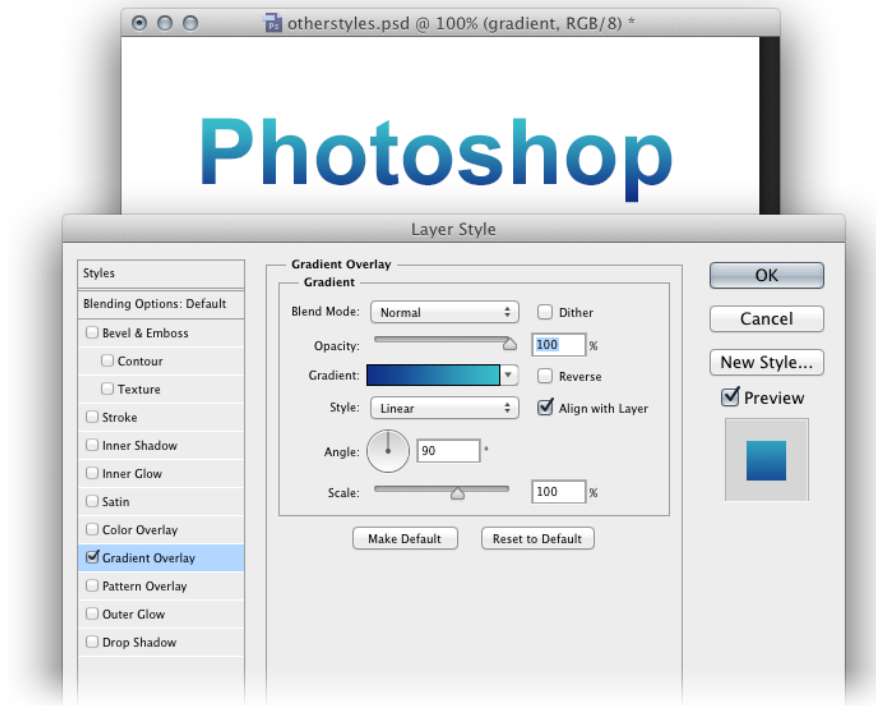 otherstyles.psd @ 100% (gradient, RGB/8) *
Photoshop
Layer Style
Styles
Blending Options: Default
Bevel & Emboss
Contour
Texture
Stroke
Inner Shadow
Inner Glow
Satin
Color Overlay
Gradient Overlay
Pattern Overlay
Outer Glow
Drop Shadow
Gradient Overlay
Gradient
Blend Mode: Normal Dither
Opacity: 100 %
Gradient: Reverse
Style: Linear Align with Layer
Angle: 90 °
Scale: 100 %
Make Default Reset to Default
OK
Cancel
New Style...
Preview